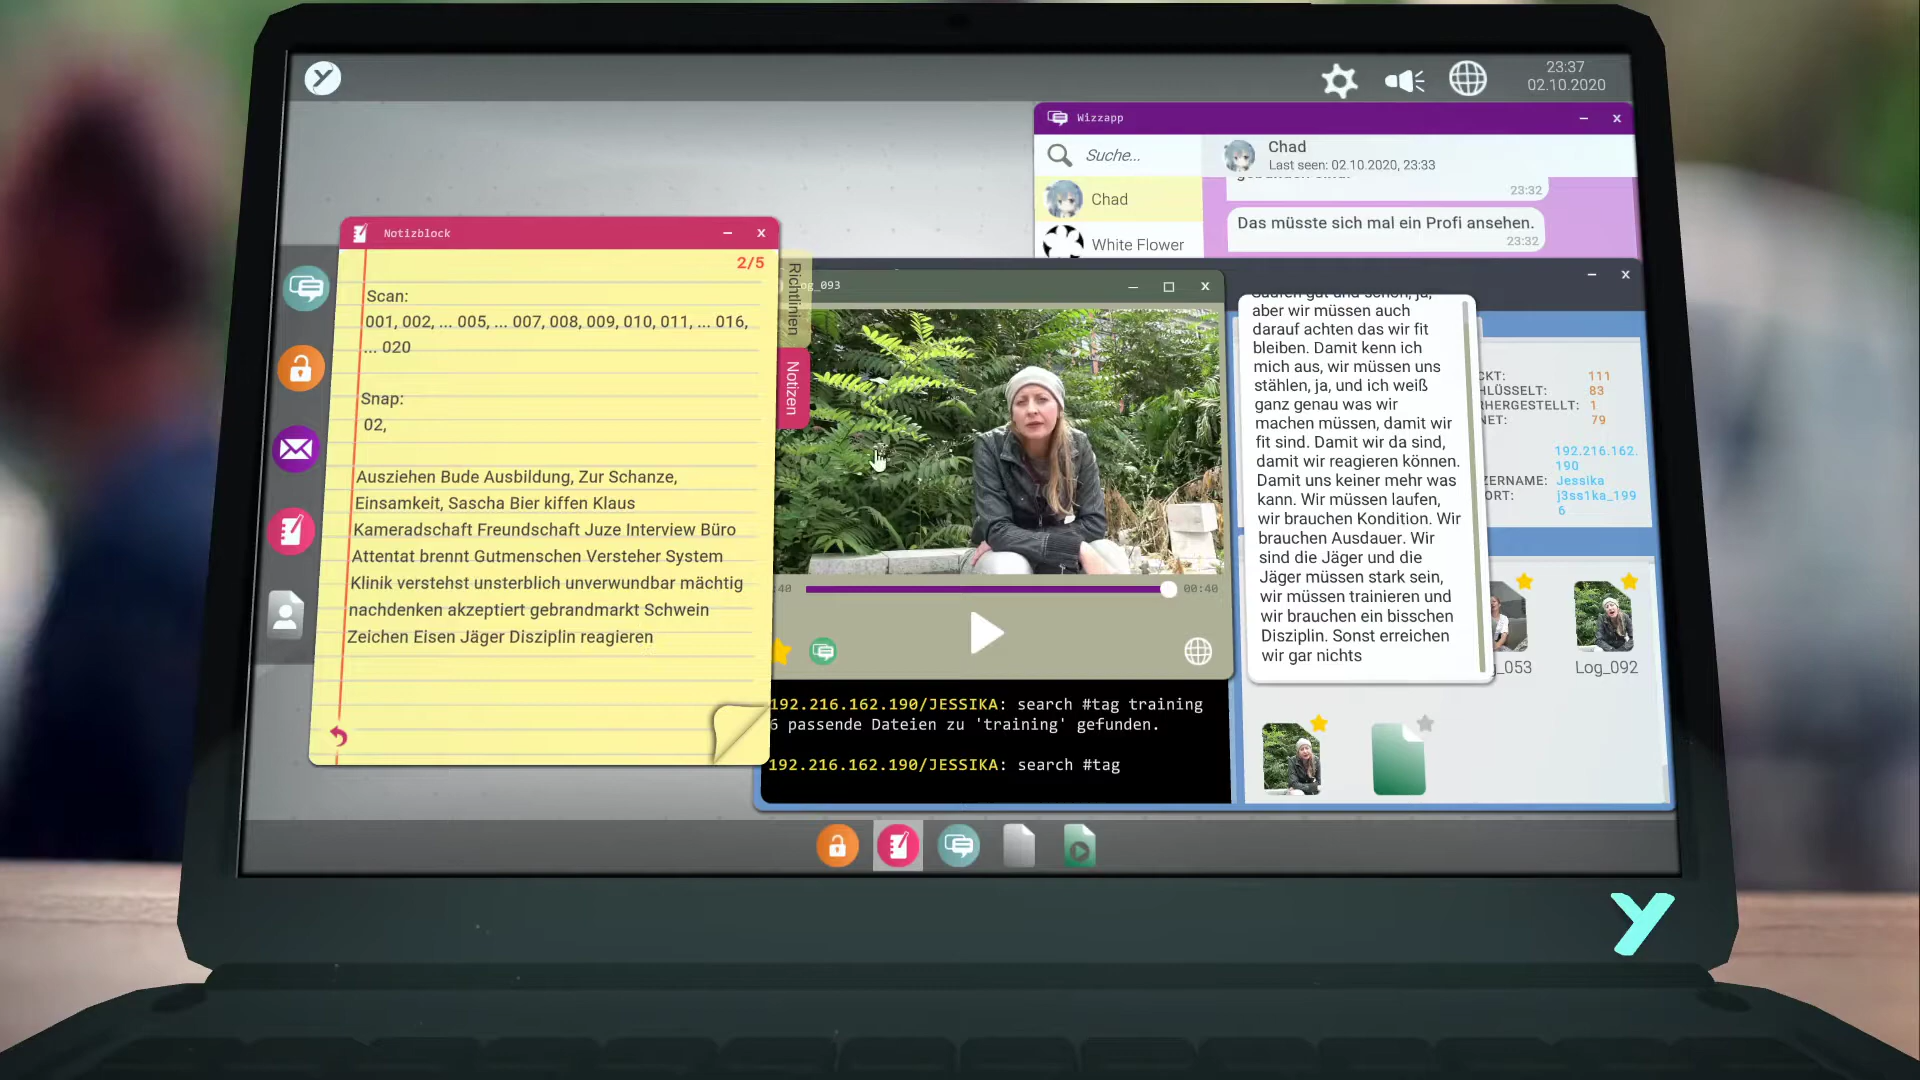 23:37
02.10.2020
Wizzapp
Suche...
Chad
White Flower
Chad
Last seen: 02.10.2020, 23:33
23:32
Das müsste sich mal ein Profi ansehen.
23:32
Notizblock
2/5
Scan:
001, 002, ... 005, ... 007, 008, 009, 010, 011, ... 016,
... 020
Snap:
02,
Ausziehen Bude Ausbildung, Zur Schanze,
Einsamkeit, Sascha Bier kiffen Klaus
Kameradschaft Freundschaft Juze Interview Büro
Attentat brennt Gutmenschen Versteher System
Klinik verstehst unsterblich unverwundbar mächtig
nachdenken akzeptiert gebrandmarkt Schwein
Zeichen Eisen Jäger Disziplin reagieren
Richtlinien
Notizen
og_093
:40
00:40
192.216.162.190/JESSIKA: search #tag training
6 passende Dateien zu 'training' gefunden.
192.216.162.190/JESSIKA: search #tag
aber wir müssen auch
darauf achten das wir fit
bleiben. Damit kenn ich
mich aus, wir müssen uns
stählen, ja, und ich weiß
ganz genau was wir
machen müssen, damit wir
fit sind. Damit wir da sind,
damit wir reagieren können.
Damit uns keiner mehr was
kann. Wir müssen laufen,
wir brauchen Kondition. Wir
brauchen Ausdauer. Wir
sind die Jäger und die
Jäger müssen stark sein,
wir müssen trainieren und
wir brauchen ein bisschen
Disziplin. Sonst erreichen
wir gar nichts
CKT: 111
HLÜSSELT: 83
RHERGESTELLT: 1
NET: 79
192.216.162.
190
ZERNAME: Jessika
ORT: j3ss1ka_199
6
g_053
Log_092